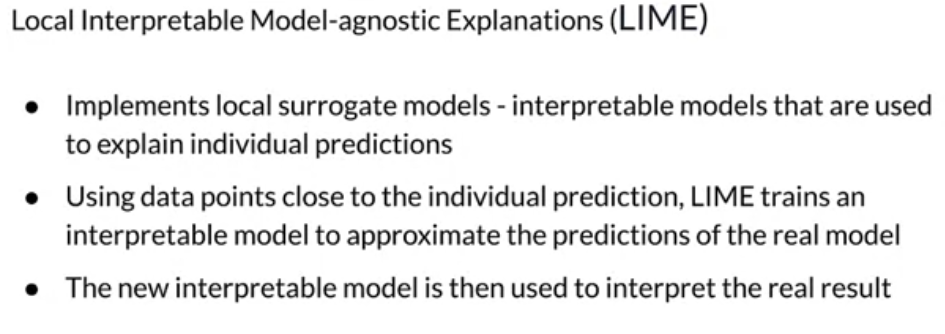 Local Interpretable Model-agnostic Explanations (LIME)
● Implements local surrogate models - interpretable models that are used
to explain individual predictions
● Using data points close to the individual prediction, LIME trains an
interpretable model to approximate the predictions of the real model
● The new interpretable model is then used to interpret the real result